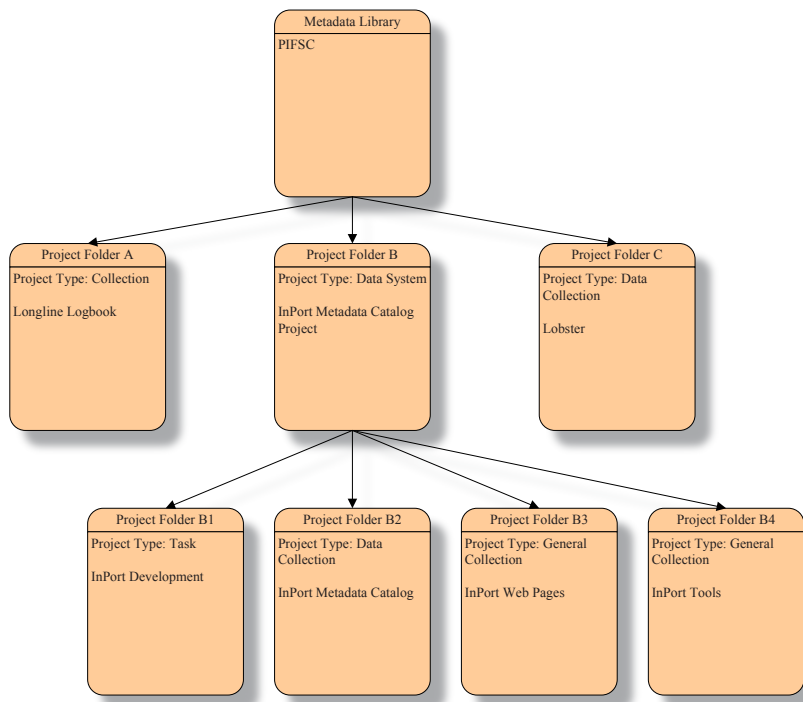 Metadata Library
PIFSC
Project Folder A
Project Type: Collection
Longline Logbook
Project Folder B
Project Type: Data System
InPort Metadata Catalog
Project
Project Folder C
Project Type: Data
Collection
Lobster
Project Folder B1
Project Type: Task
InPort Development
Project Folder B2
Project Type: Data
Collection
InPort Metadata Catalog
Project Folder B3
Project Type: General
Collection
InPort Web Pages
Project Folder B4
Project Type: General
Collection
InPort Tools